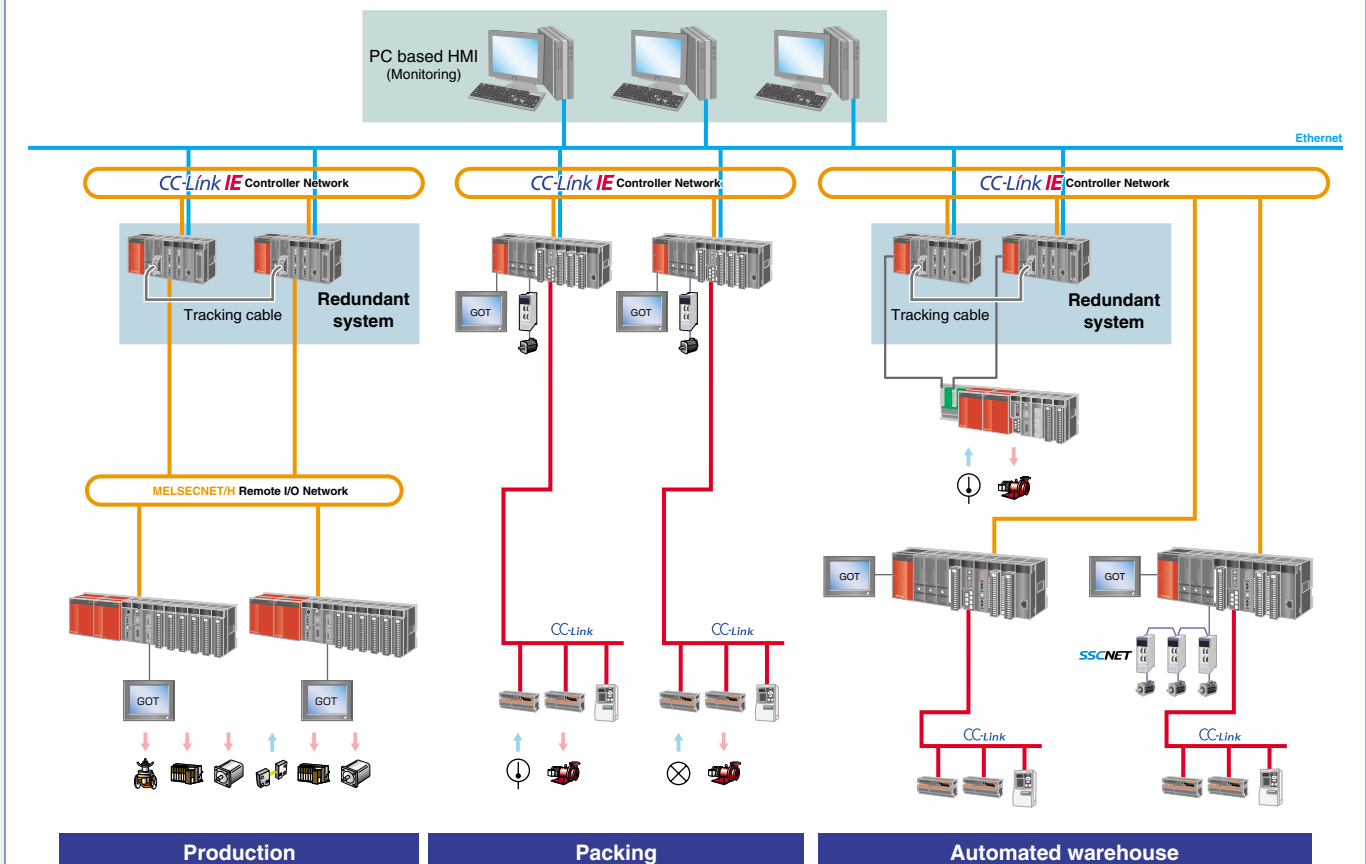 PC based HMI
(Monitoring)
Ethernet
CC-Link IE Controller Network
CC-Link IE Controller Network
CC-Link IE Controller Network
Tracking cable
Redundant
system
GOT
GOT
Tracking cable
Redundant
system
MELSECNET/H Remote I/O Network
GOT
GOT
CC-Link
CC-Link
SSCNET
GOT
GOT
CC-Link
CC-Link
Production
Packing
Automated warehouse